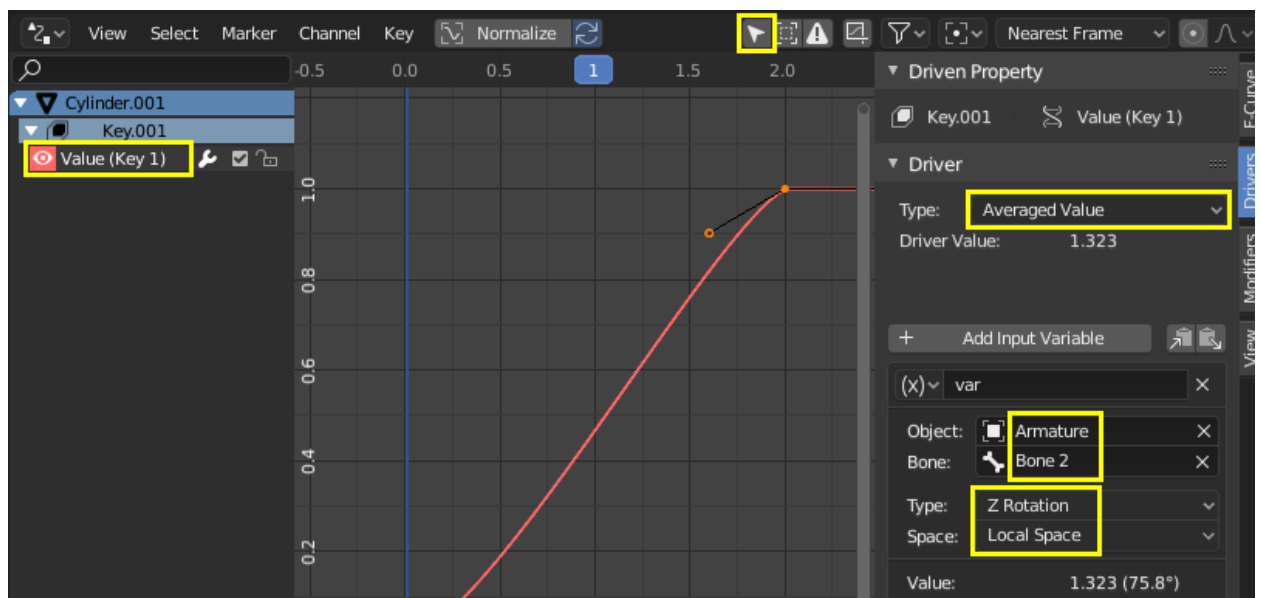 View Select Marker Channel Key Normalize Nearest Frame
-0.5 0.0 0.5 1 1.5 2.0
Cylinder.001
Key.001
Value (Key 1)
1.0
0.8
0.6
0.4
0.2
Driven Property
Key.001 Value (Key 1)
Driver
Type: Averaged Value
Driver Value: 1.323
+ Add Input Variable
(x) var
Object: Armature
Bone: Bone 2
Type: Z Rotation
Space: Local Space
Value: 1.323 (75.8°)
F-Curve
Drivers
Modifiers
View